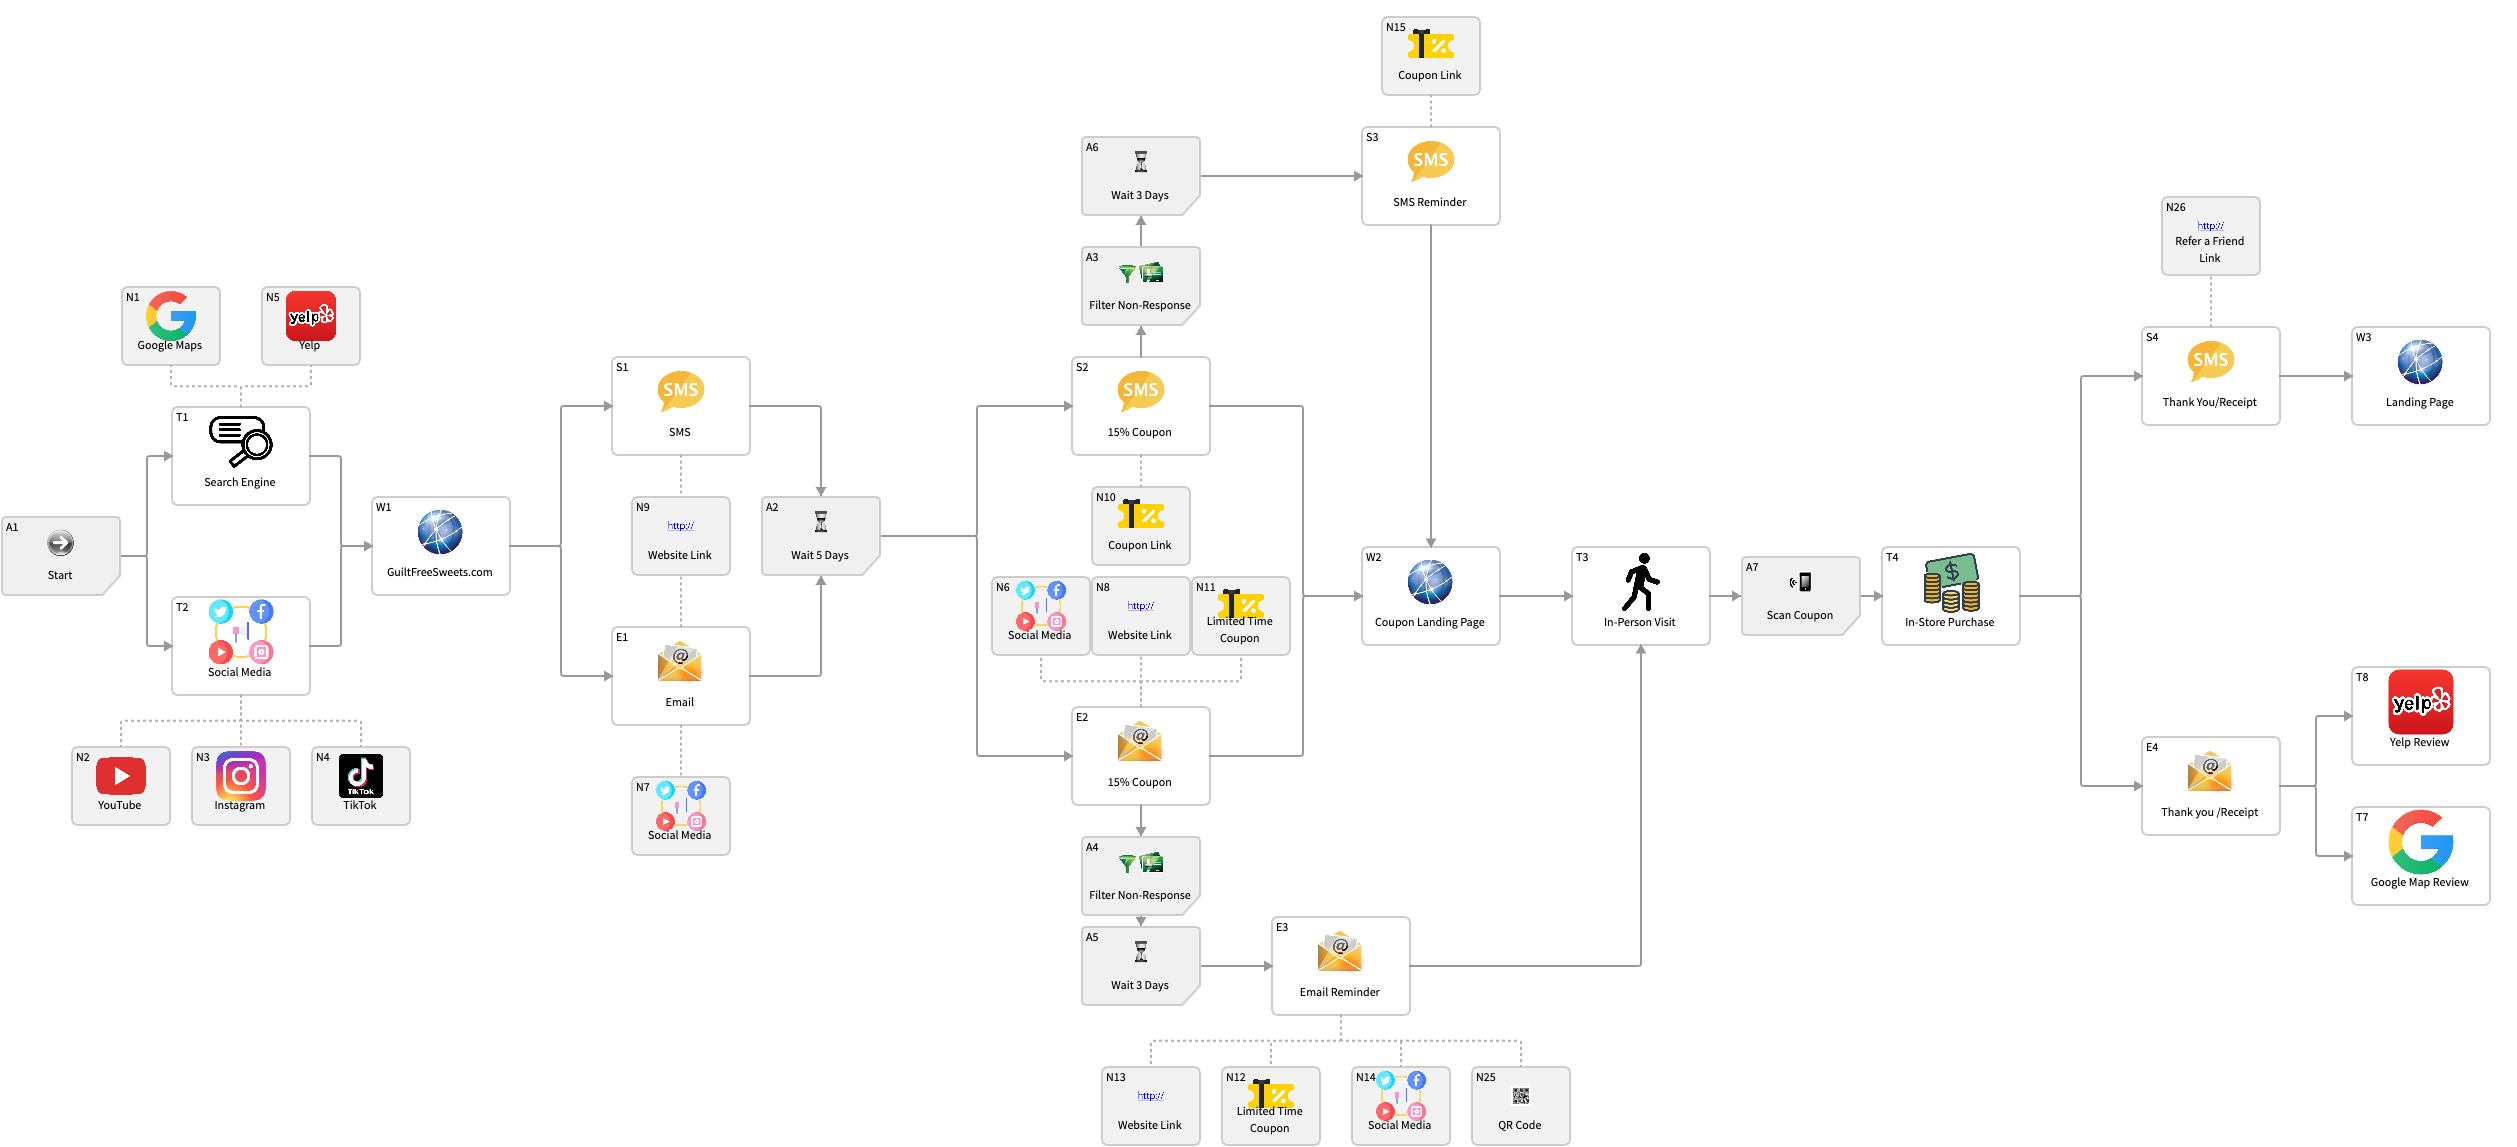 N15
Coupon Link
S3
SMS
SMS Reminder
A6
Wait 3 Days
A3
Filter Non-Response
N26
http://
Refer a Friend
Link
N1
Google Maps
N5
yelp
Yelp
T1
Search Engine
S1
SMS
SMS
S2
SMS
15% Coupon
S4
SMS
Thank You/Receipt
W3
Landing Page
A1
Start
W1
GuiltFreeSweets.com
N9
http://
Website Link
A2
Wait 5 Days
N10
Coupon Link
T2
Social Media
N6
Social Media
N8
http://
Website Link
N11
Limited Time
Coupon
W2
Coupon Landing Page
T3
In-Person Visit
A7
Scan Coupon
T4
$
In-Store Purchase
E1
@
Email
E2
@
15% Coupon
N2
YouTube
N3
Instagram
N4
TikTok
TikTok
N7
Social Media
T8
yelp
Yelp Review
E4
@
Thank you /Receipt
T7
Google Map Review
A4
Filter Non-Response
A5
Wait 3 Days
E3
@
Email Reminder
N13
http://
Website Link
N12
Limited Time
Coupon
N14
Social Media
N25
QR Code